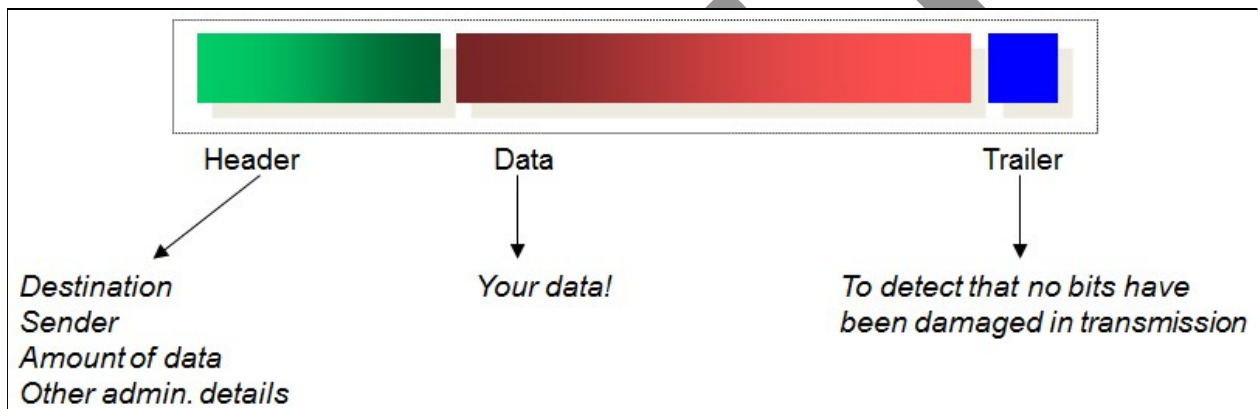 Header
Data
Trailer
Destination
Sender
Amount of data
Other admin. details
Your data!
To detect that no bits have
been damaged in transmission